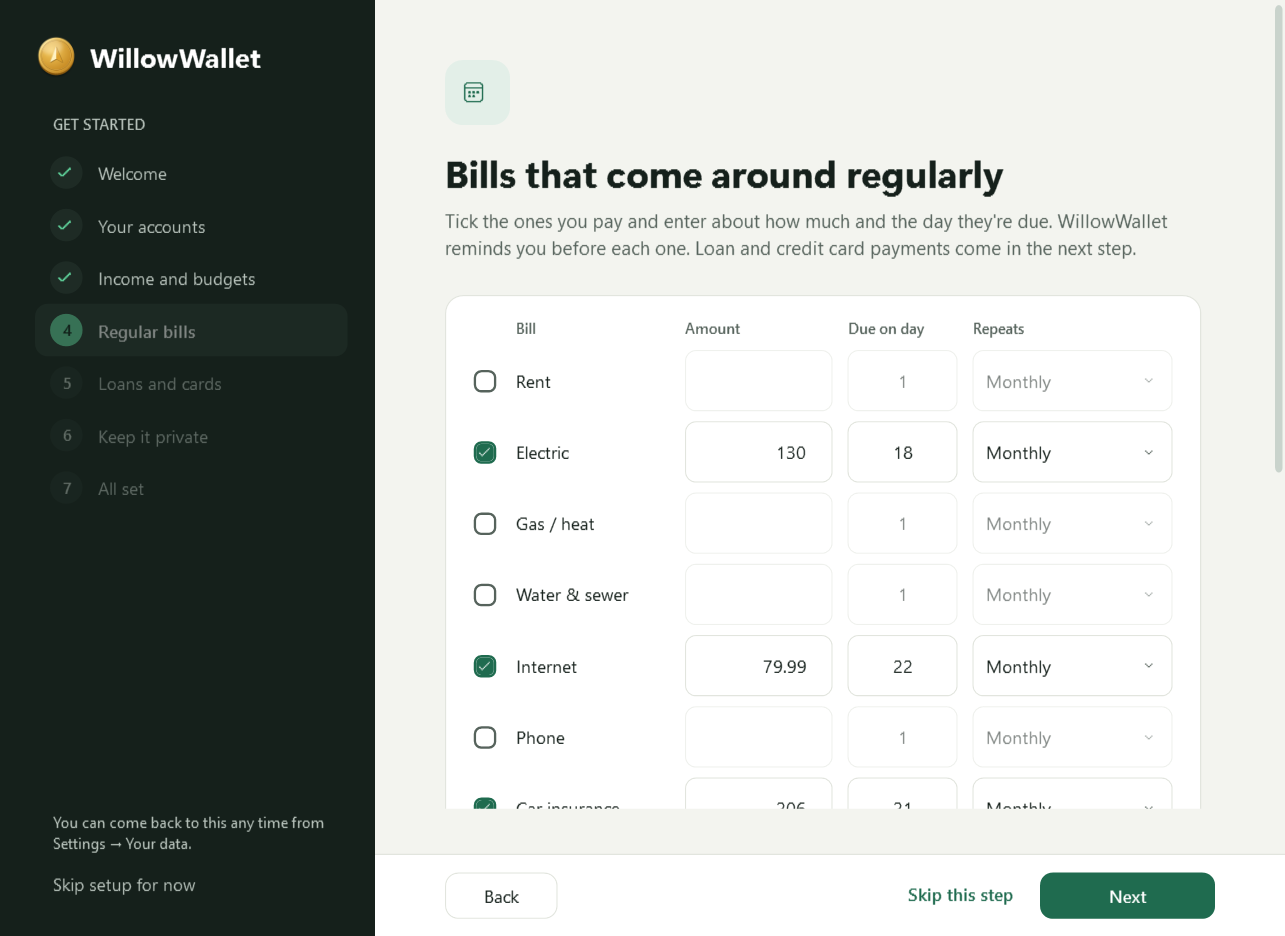 WillowWallet
GET STARTED
Welcome
Your accounts
Income and budgets
4 Regular bills
5 Loans and cards
6 Keep it private
7 All set
You can come back to this any time from
Settings → Your data.
Skip setup for now
Bills that come around regularly
Tick the ones you pay and enter about how much and the day they're due. WillowWallet
reminds you before each one. Loan and credit card payments come in the next step.
Bill Amount Due on day Repeats
Rent 1 Monthly
Electric 130 18 Monthly
Gas / heat 1 Monthly
Water & sewer 1 Monthly
Internet 79.99 22 Monthly
Phone 1 Monthly
Car insurance 206 21 Monthly
Back Skip this step Next